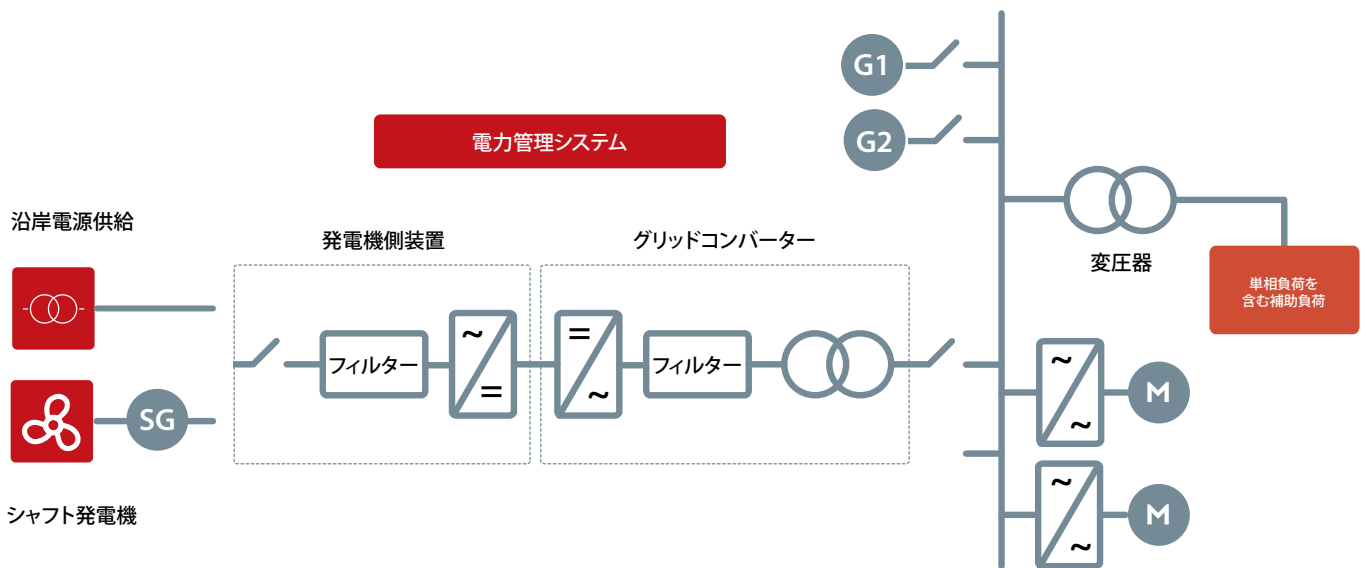 G1
G2
電力管理システム
沿岸電源供給
発電機側装置
グリッドコンバーター
変圧器
単相負荷を
含む補助負荷
~
=
フィルター
=
~
フィルター
~
~
M
SG
シャフト発電機
~
~
M